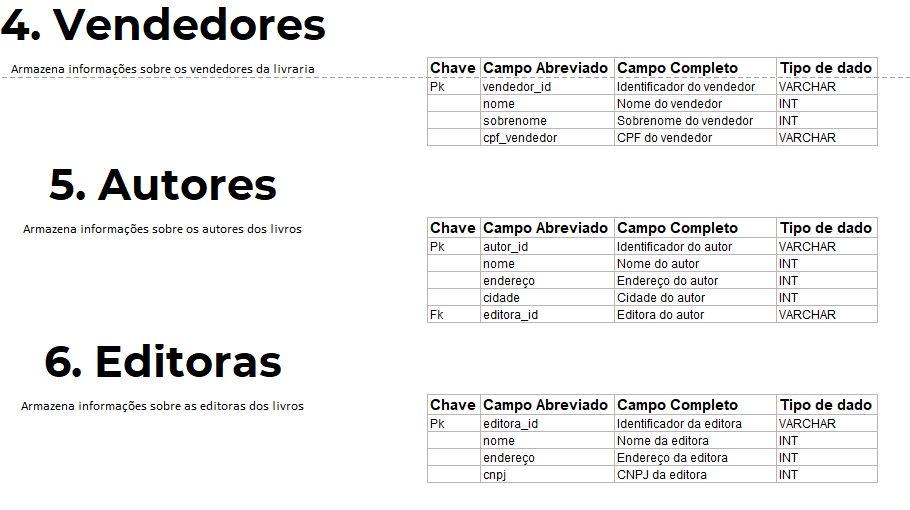 4. Vendedores
Armazena informações sobre os vendedores da livraria
Chave Campo Abreviado Campo Completo Tipo de dado
Pk vendedor_id Identificador do vendedor VARCHAR
nome Nome do vendedor INT
sobrenome Sobrenome do vendedor INT
cpf_vendedor CPF do vendedor VARCHAR
5. Autores
Armazena informações sobre os autores dos livros
Chave Campo Abreviado Campo Completo Tipo de dado
Pk autor_id Identificador do autor VARCHAR
nome Nome do autor INT
endereço Endereço do autor INT
cidade Cidade do autor INT
Fk editora_id Editora do autor VARCHAR
6. Editoras
Armazena informações sobre as editoras dos livros
Chave Campo Abreviado Campo Completo Tipo de dado
Pk editora_id Identificador da editora VARCHAR
nome Nome da editora INT
endereço Endereço da editora INT
cnpj CNPJ da editora INT